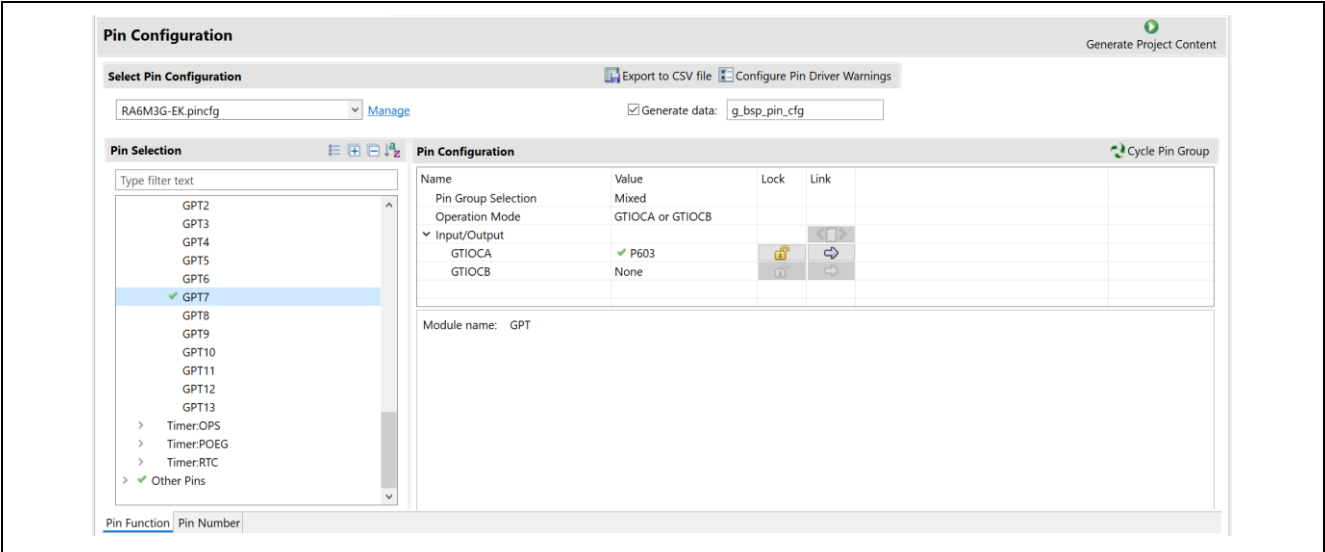 Pin Configuration
Generate Project Content
Select Pin Configuration
Export to CSV file
Configure Pin Driver Warnings
RA6M3G-EK.pincfg
Manage
Generate data:
g_bsp_pin_cfg
Pin Selection
Type filter text
GPT2
GPT3
GPT4
GPT5
GPT6
GPT7
GPT8
GPT9
GPT10
GPT11
GPT12
GPT13
Timer:OPS
Timer:POEG
Timer:RTC
Other Pins
Pin Configuration
Cycle Pin Group
Name Value Lock Link
Pin Group Selection Mixed
Operation Mode GTIOCA or GTIOCB
Input/Output
GTIOCA P603
GTIOCB None
Module name: GPT
Pin Function Pin Number